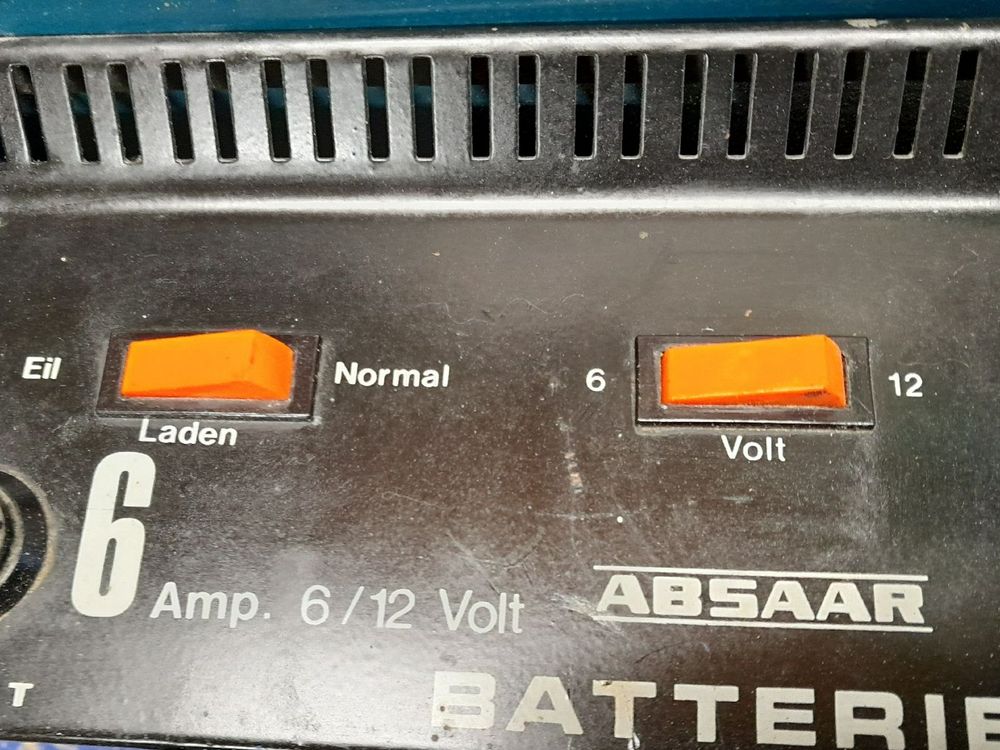 Eil Normal
Laden
6 12
Volt
6 Amp. 6/12 Volt
ABSAAR
T
BATTERIE